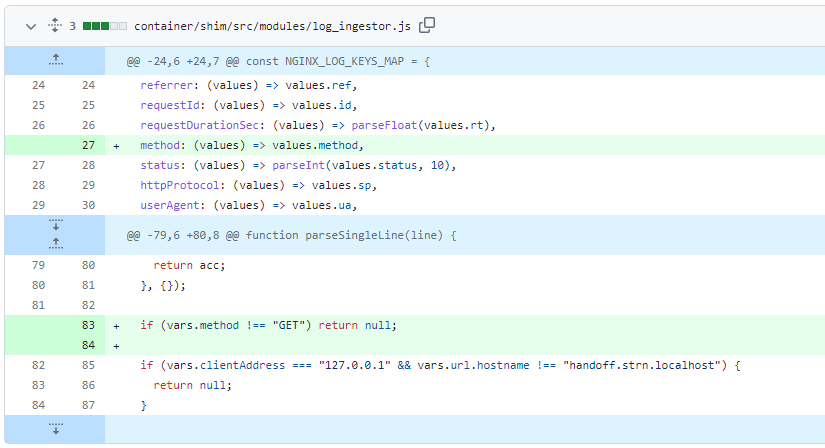 3 container/shim/src/modules/log_ingestor.js
@@ -24,6 +24,7 @@ const NGINX_LOG_KEYS_MAP = {
24 24 referrer: (values) => values.ref,
25 25 requestId: (values) => values.id,
26 26 requestDurationSec: (values) => parseFloat(values.rt),
27 + method: (values) => values.method,
27 28 status: (values) => parseInt(values.status, 10),
28 29 httpProtocol: (values) => values.sp,
29 30 userAgent: (values) => values.ua,
@@ -79,6 +80,8 @@ function parseSingleLine(line) {
79 80 return acc;
80 81 }, {});
81 82
83 + if (vars.method !== "GET") return null;
84 +
82 85 if (vars.clientAddress === "127.0.0.1" && vars.url.hostname !== "handoff.strn.localhost") {
83 86 return null;
84 87 }